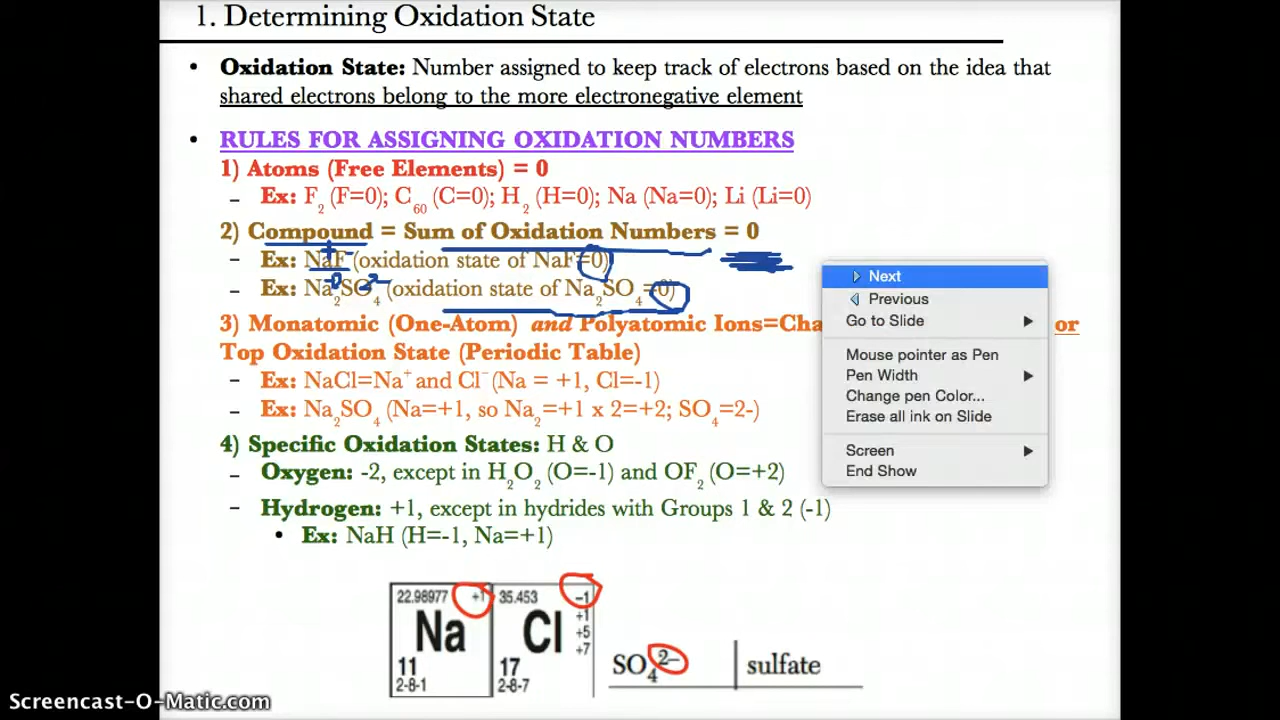 1. Determining Oxidation State
• Oxidation State: Number assigned to keep track of electrons based on the idea that
shared electrons belong to the more electronegative element
• RULES FOR ASSIGNING OXIDATION NUMBERS
1) Atoms (Free Elements) = 0
– Ex: F₂ (F=0); C₆₀ (C=0); H₂ (H=0); Na (Na=0); Li (Li=0)
2) Compound = Sum of Oxidation Numbers = 0
+ -
– Ex: NaF (oxidation state of NaF=0)
– Ex: Na₂SO₄ (oxidation state of Na₂SO₄=0)
3) Monatomic (One-Atom) and Polyatomic Ions=Cha or
Top Oxidation State (Periodic Table)
– Ex: NaCl=Na⁺ and Cl⁻ (Na = +1, Cl=-1)
– Ex: Na₂SO₄ (Na=+1, so Na₂=+1 x 2=+2; SO₄=2-)
4) Specific Oxidation States: H & O
– Oxygen: -2, except in H₂O₂ (O=-1) and OF₂ (O=+2)
– Hydrogen: +1, except in hydrides with Groups 1 & 2 (-1)
• Ex: NaH (H=-1, Na=+1)
Next
Previous
Go to Slide
Mouse pointer as Pen
Pen Width
Change pen Color...
Erase all ink on Slide
Screen
End Show
22.98977 +1
Na
11
2-8-1
35.453 –1
+1
+5
+7
Cl
17
2-8-7
SO₄²⁻ sulfate
Screencast-O-Matic.com